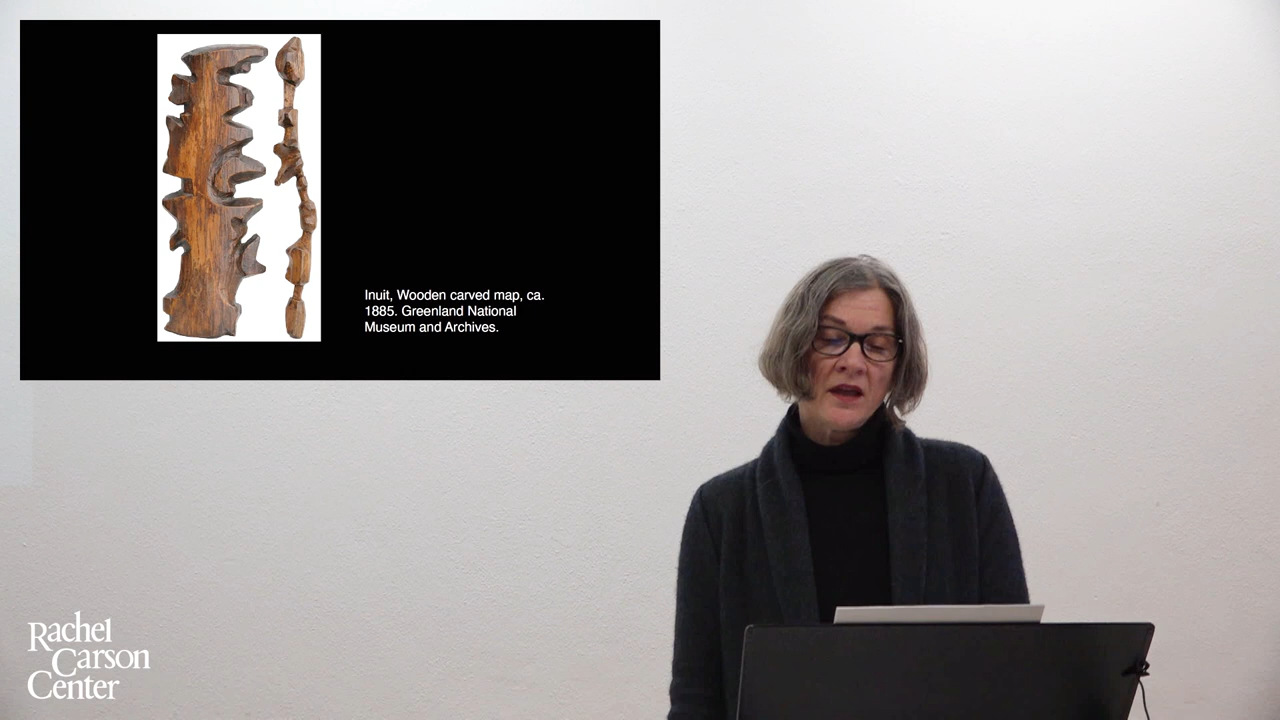 Inuit, Wooden carved map, ca.
1885. Greenland National
Museum and Archives.
Rachel
Carson
Center